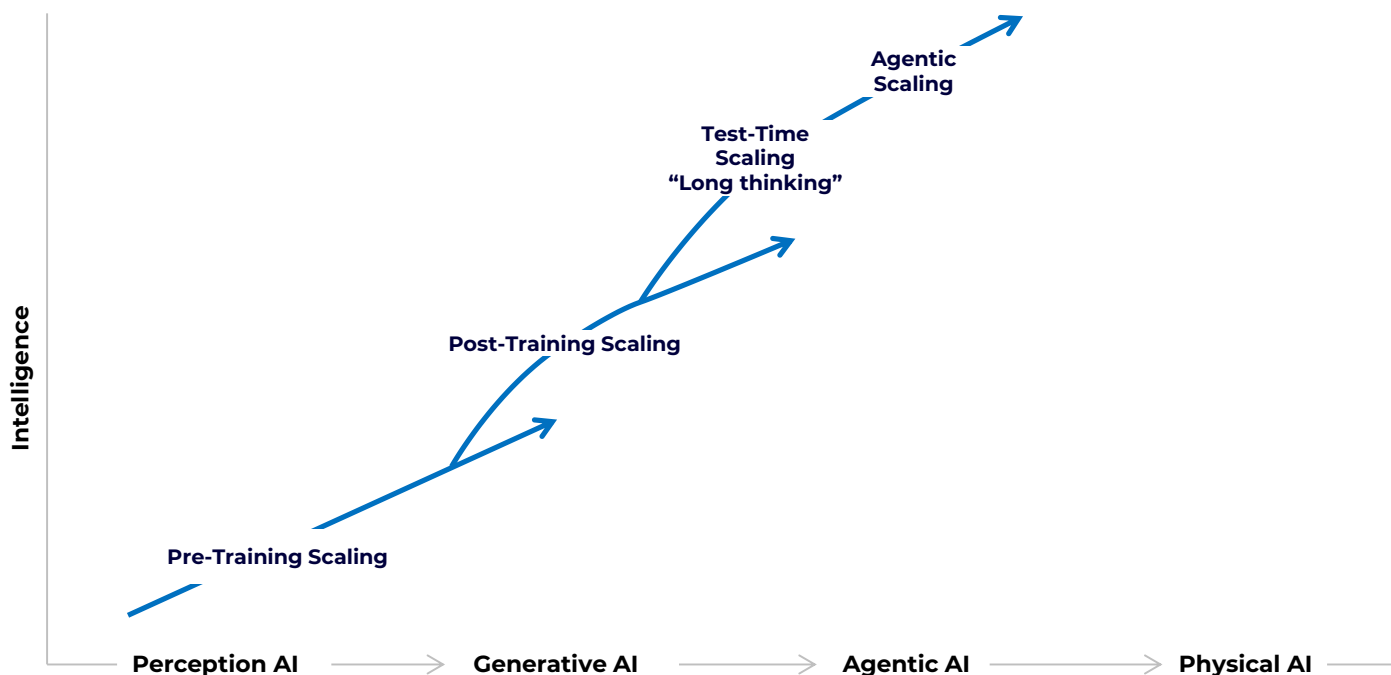 Agentic
Scaling
Test-Time
Scaling
“Long thinking”
Post-Training Scaling
Pre-Training Scaling
Intelligence
Perception AI
Generative AI
Agentic AI
Physical AI